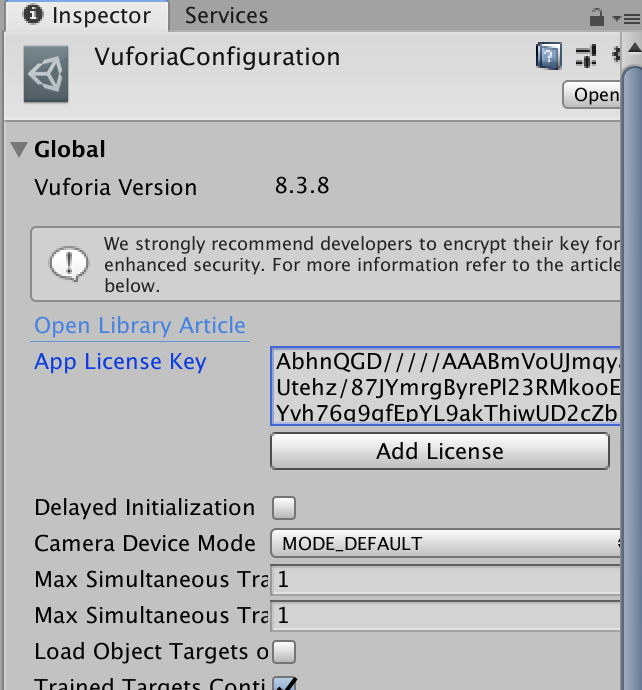 Inspector Services
VuforiaConfiguration
Open
Global
Vuforia Version 8.3.8
We strongly recommend developers to encrypt their key for
enhanced security. For more information refer to the article
below.
Open Library Article
App License Key AbhnQGD/////AAABmVoUJmqy
Utehz/87JYmrgByrePl23RMkooE
Yvh76g9gfEpYL9akThiwUD2cZb
Add License
Delayed Initialization
Camera Device Mode MODE_DEFAULT
Max Simultaneous Tra 1
Max Simultaneous Tra 1
Load Object Targets o
Trained Targets Conti